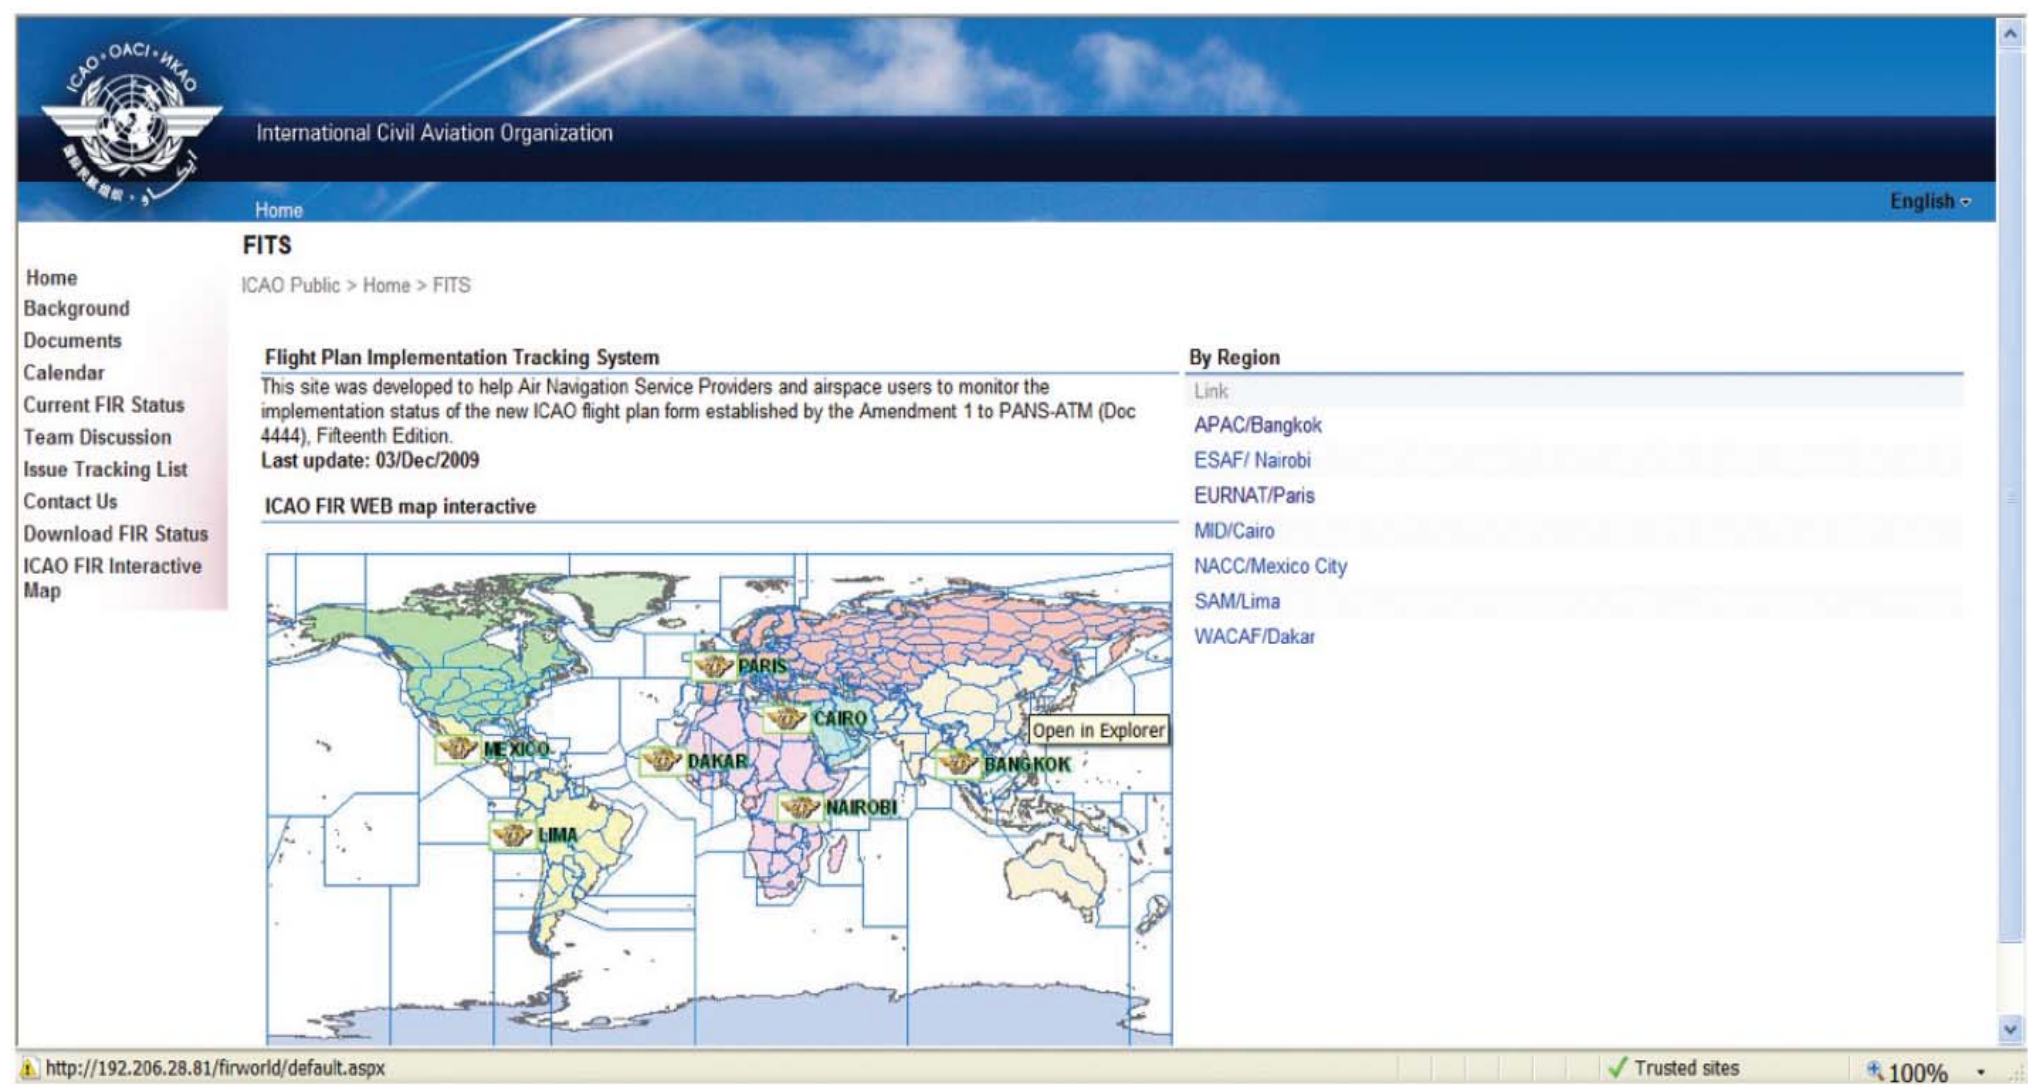 ICAO · OACI · ИКАО
International Civil Aviation Organization
Home
English
FITS
ICAO Public > Home > FITS
Home
Background
Documents
Calendar
Current FIR Status
Team Discussion
Issue Tracking List
Contact Us
Download FIR Status
ICAO FIR Interactive
Map
Flight Plan Implementation Tracking System
This site was developed to help Air Navigation Service Providers and airspace users to monitor the
implementation status of the new ICAO flight plan form established by the Amendment 1 to PANS-ATM (Doc
4444), Fifteenth Edition.
Last update: 03/Dec/2009
ICAO FIR WEB map interactive
PARIS
CAIRO
Open in Explorer
MEXICO
DAKAR
BANGKOK
NAIROBI
LIMA
By Region
Link
APAC/Bangkok
ESAF/ Nairobi
EURNAT/Paris
MID/Cairo
NACC/Mexico City
SAM/Lima
WACAF/Dakar
http://192.206.28.81/firworld/default.aspx
Trusted sites
100%